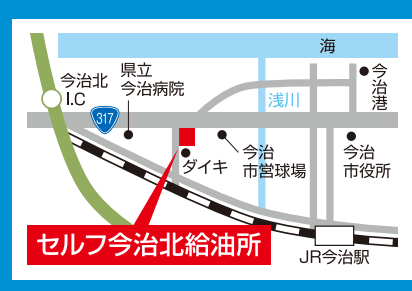 海
今治港
今治北
I.C
県立
今治病院
浅川
317
ダイキ
今治
市営球場
今治
市役所
セルフ今治北給油所
JR今治駅